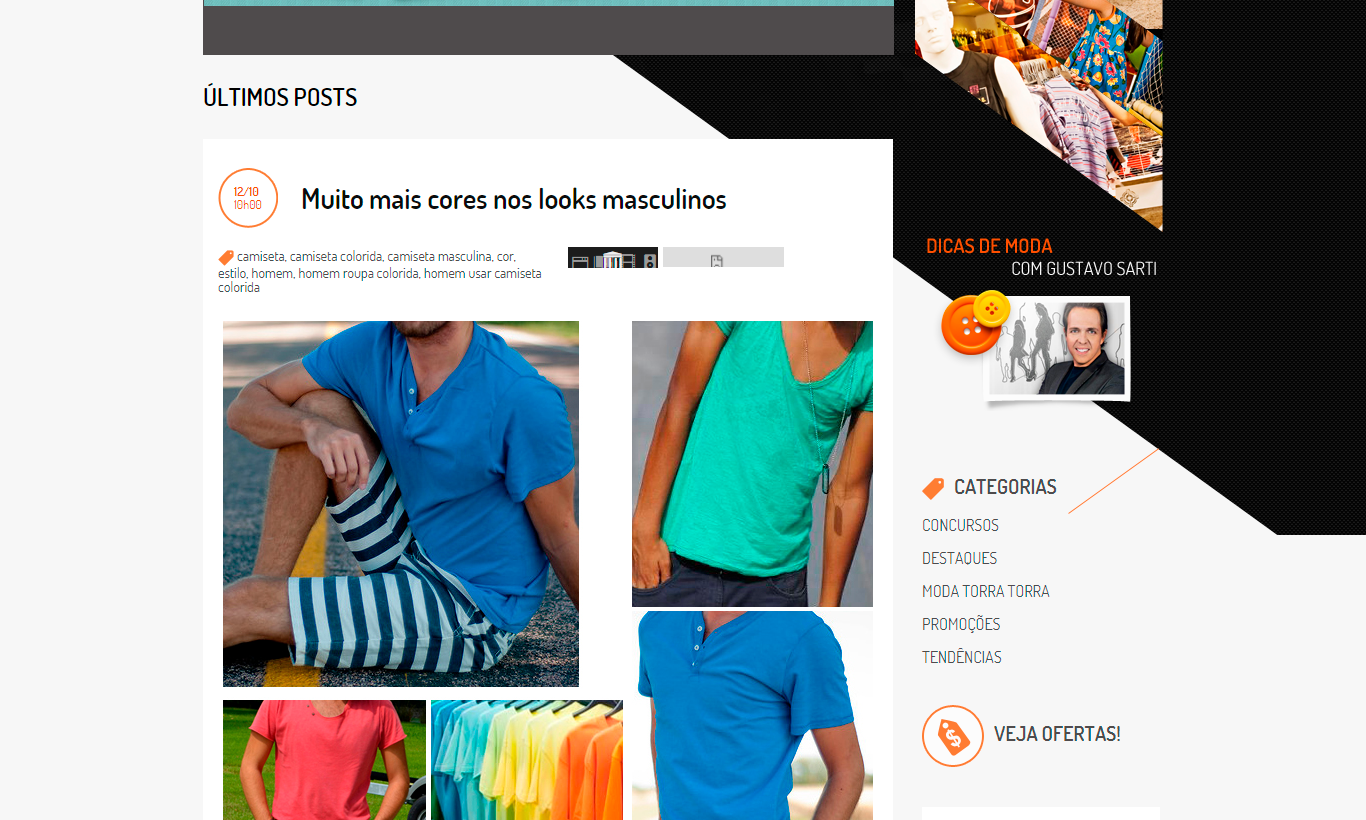 ÚLTIMOS POSTS
12/10
10h00
Muito mais cores nos looks masculinos
camiseta, camiseta colorida, camiseta masculina, cor,
estilo, homem, homem roupa colorida, homem usar camiseta
colorida
DICAS DE MODA
COM GUSTAVO SARTI
CATEGORIAS
CONCURSOS
DESTAQUES
MODA TORRA TORRA
PROMOÇÕES
TENDÊNCIAS
$
VEJA OFERTAS!